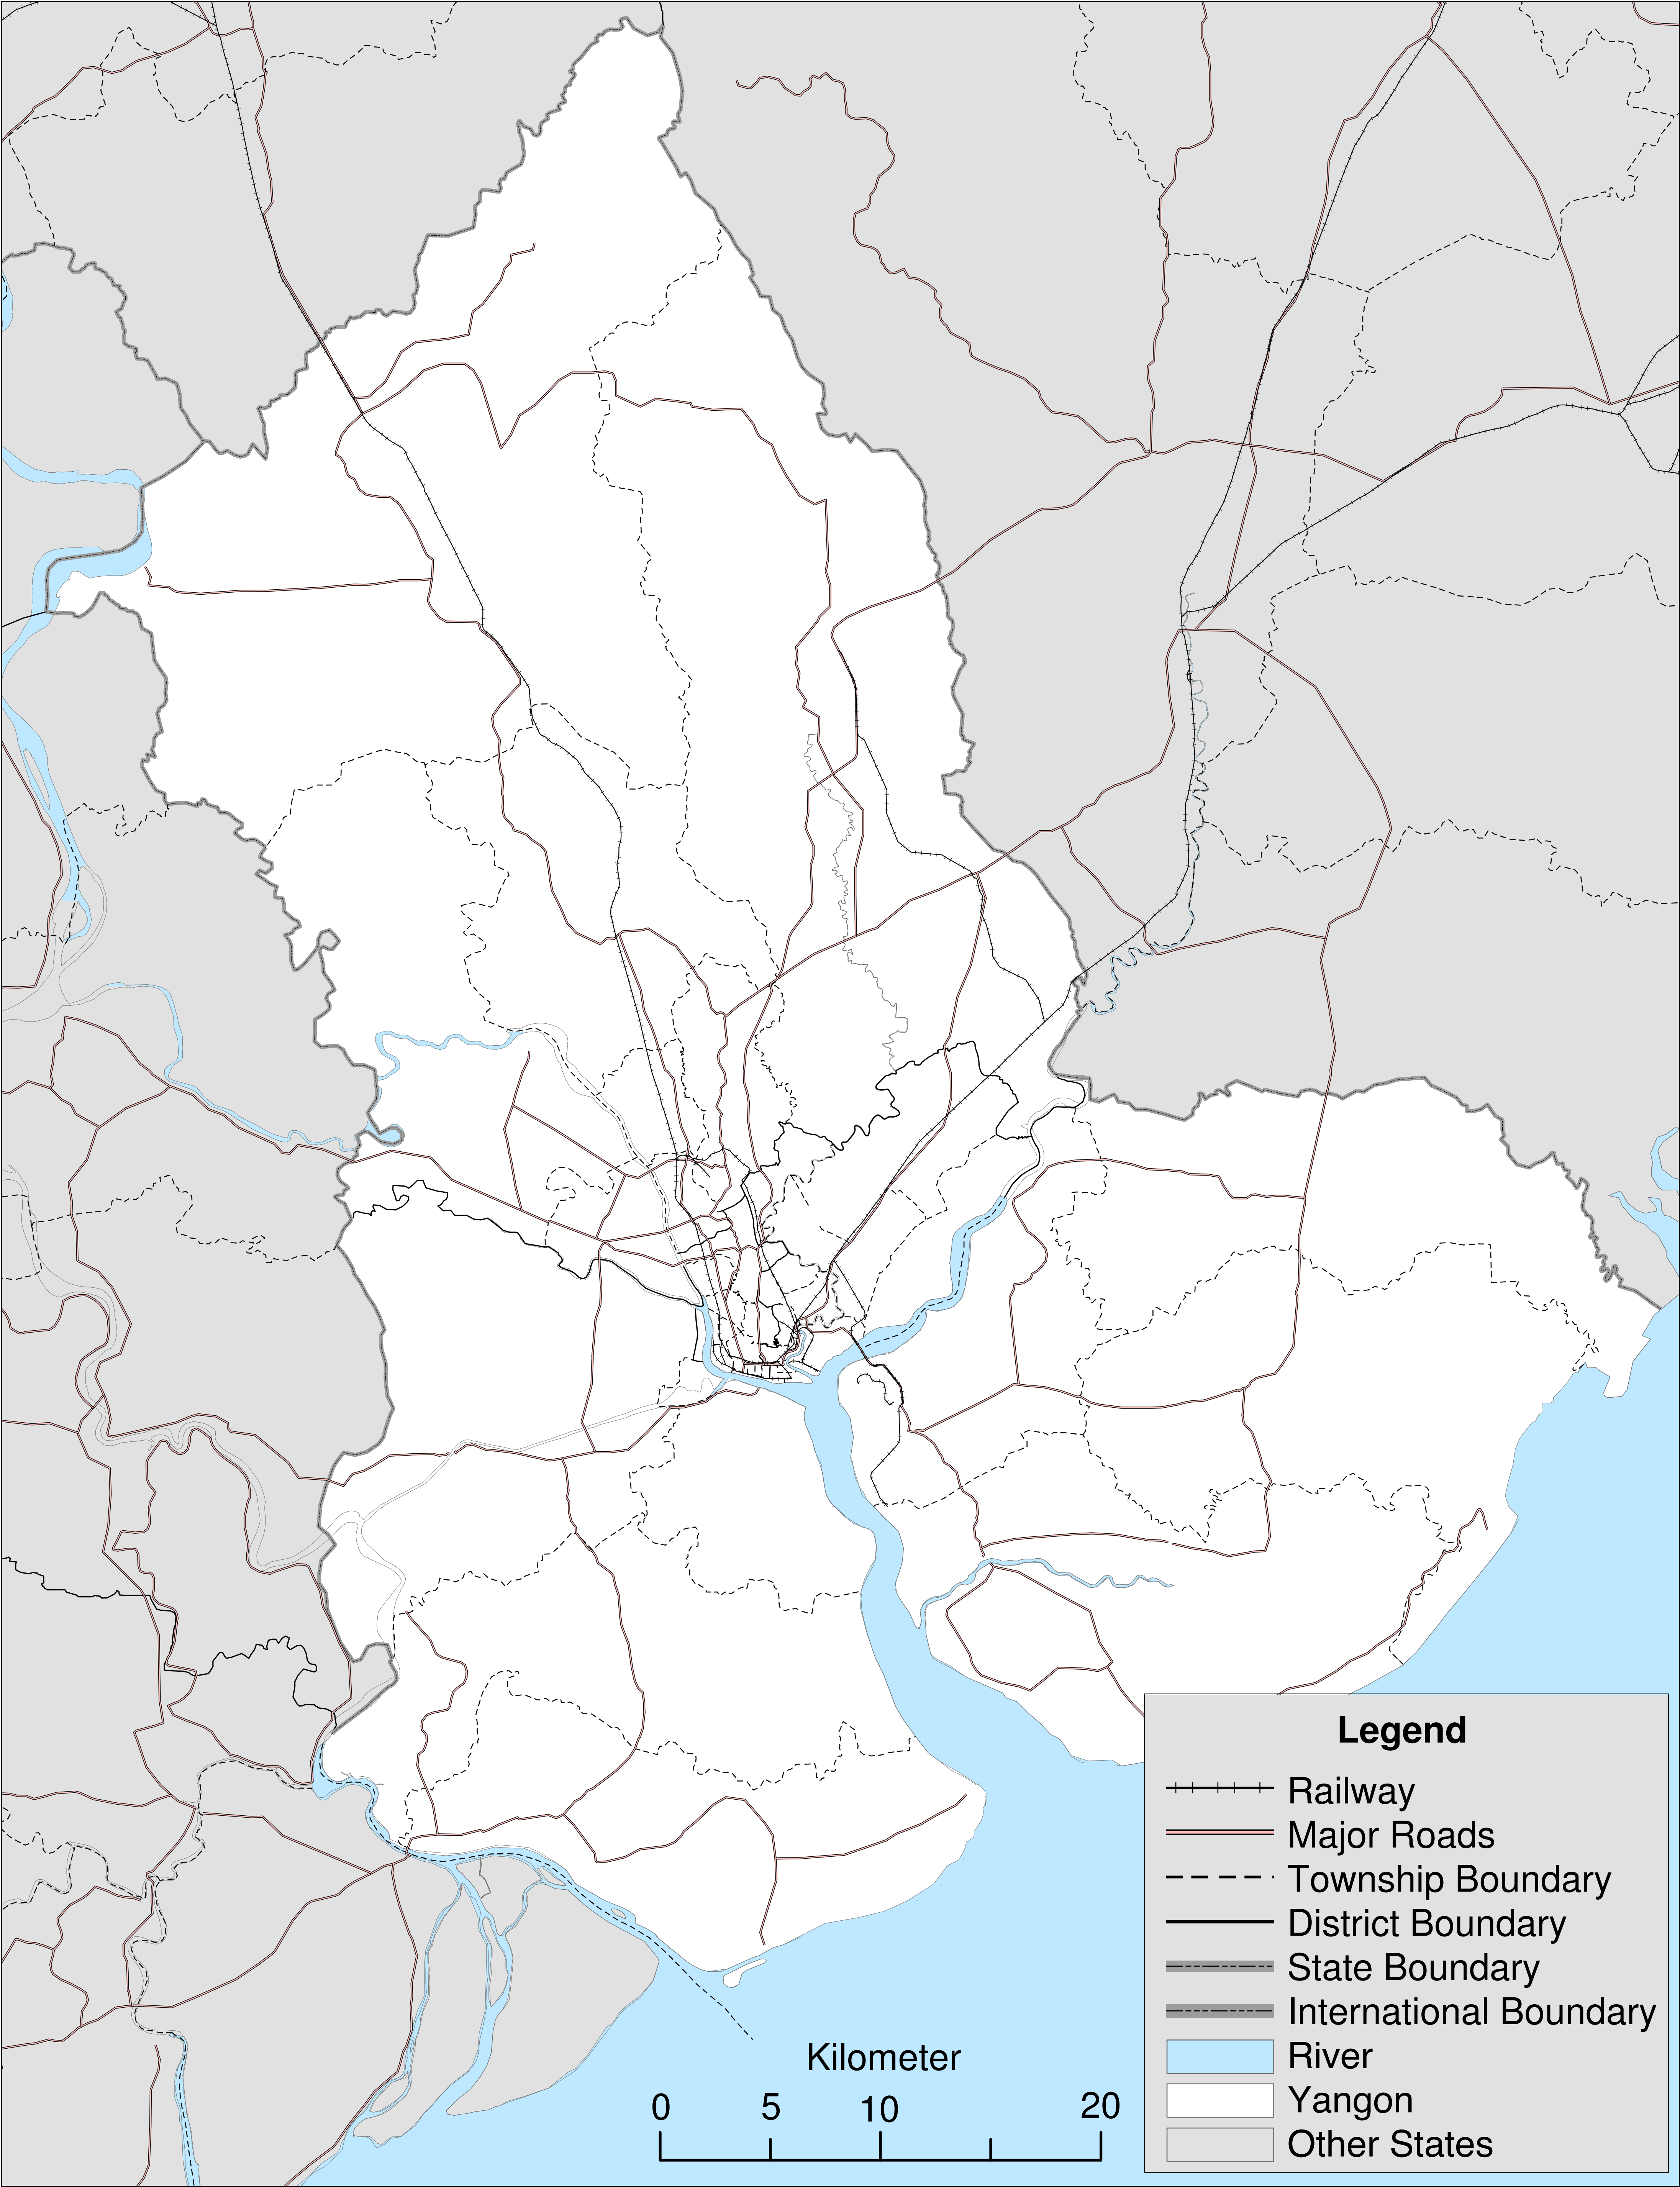 Legend
Railway
Major Roads
Township Boundary
District Boundary
State Boundary
International Boundary
River
Yangon
Other States
Kilometer
0 5 10 20